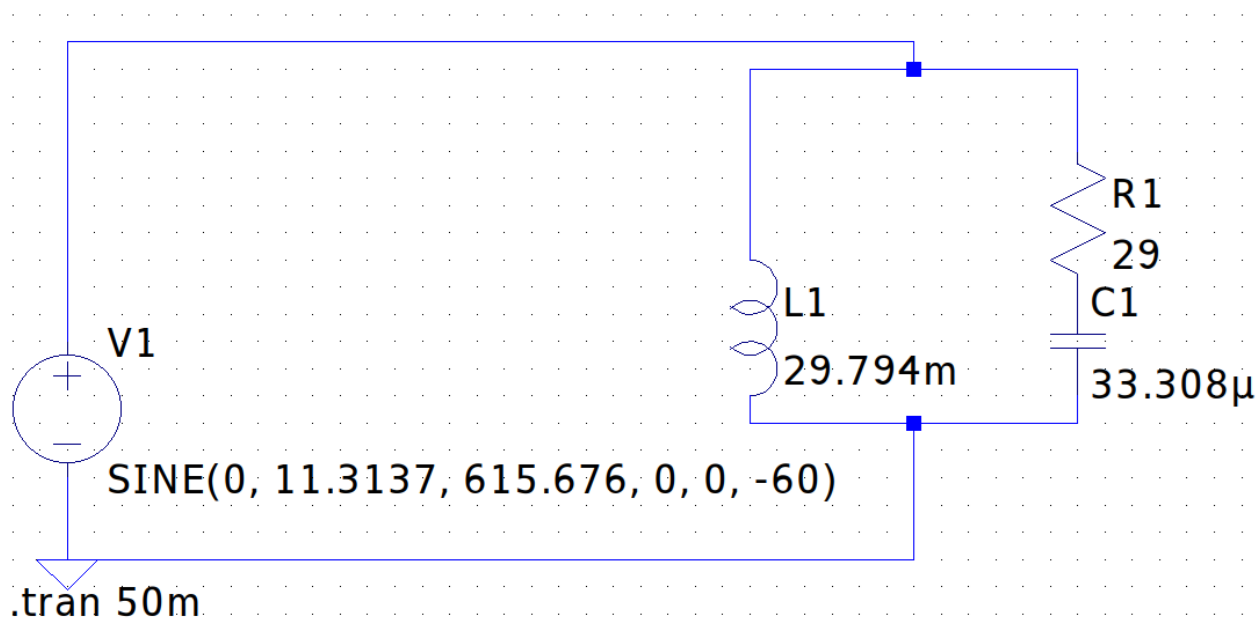 R1
29
C1
L1
V1
29.794m
33.308µ
SINE(0, 11.3137, 615.676, 0, 0, -60)
.tran 50m